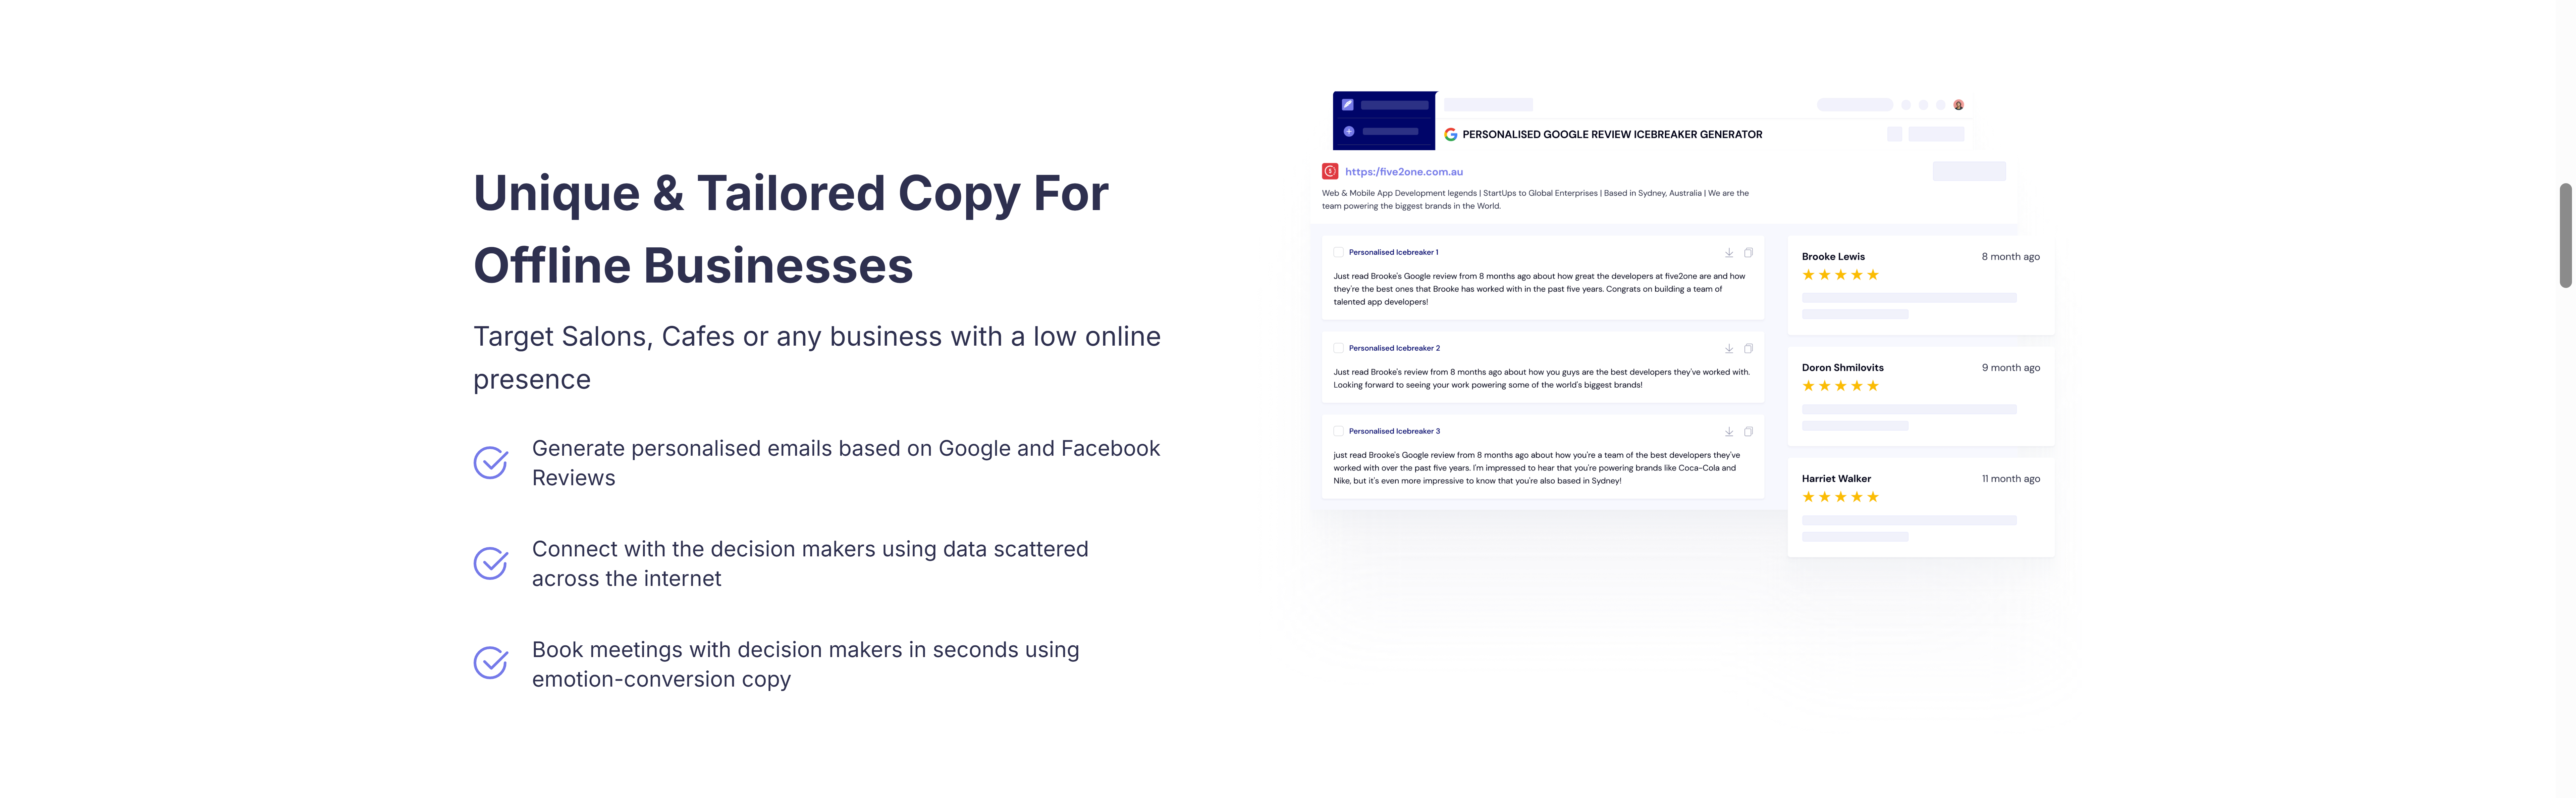 Unique & Tailored Copy For
Offline Businesses
Target Salons, Cafes or any business with a low online
presence
Generate personalised emails based on Google and Facebook
Reviews
Connect with the decision makers using data scattered
across the internet
Book meetings with decision makers in seconds using
emotion-conversion copy
PERSONALISED GOOGLE REVIEW ICEBREAKER GENERATOR
https:/five2one.com.au
Web & Mobile App Development legends | StartUps to Global Enterprises | Based in Sydney, Australia | We are the
team powering the biggest brands in the World.
Personalised Icebreaker 1
Just read Brooke's Google review from 8 months ago about how great the developers at five2one are and how
they're the best ones that Brooke has worked with in the past five years. Congrats on building a team of
talented app developers!
Personalised Icebreaker 2
Just read Brooke's review from 8 months ago about how you guys are the best developers they've worked with.
Looking forward to seeing your work powering some of the world's biggest brands!
Personalised Icebreaker 3
just read Brooke's Google review from 8 months ago about how you're a team of the best developers they've
worked with over the past five years. I'm impressed to hear that you're powering brands like Coca-Cola and
Nike, but it's even more impressive to know that you're also based in Sydney!
Brooke Lewis 8 month ago
Doron Shmilovits 9 month ago
Harriet Walker 11 month ago